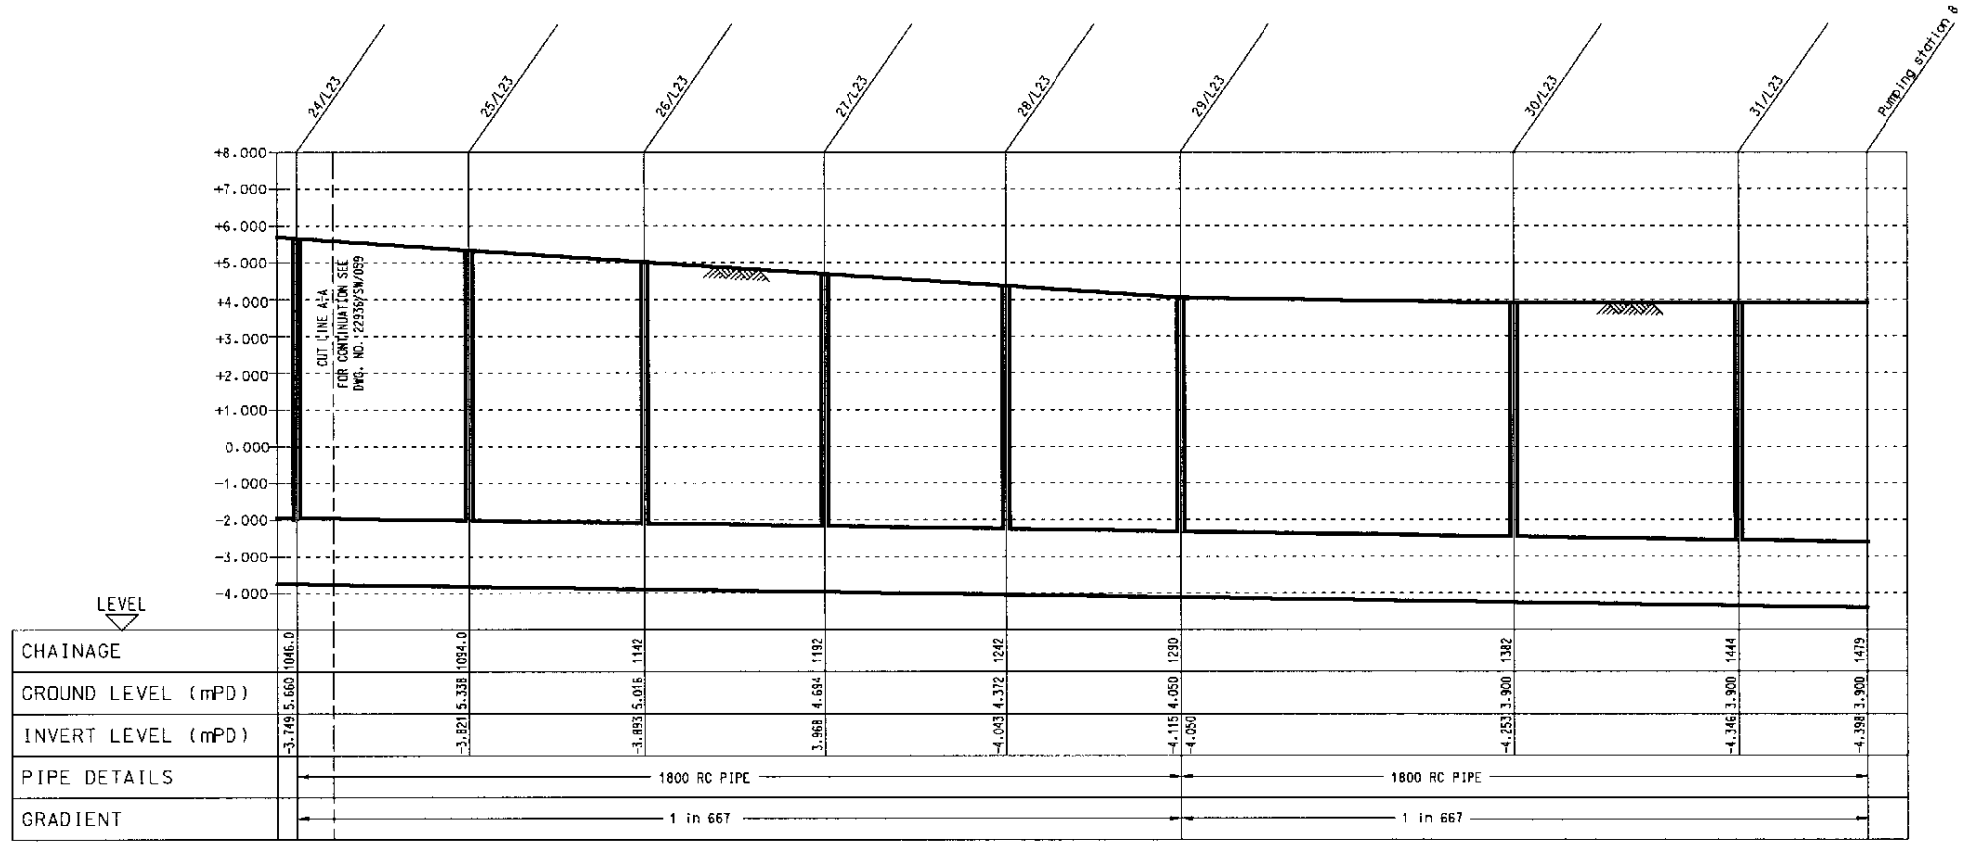 24/L23
25/L23
26/L23
27/L23
28/L23
29/L23
30/L23
31/L23
Pumping station 8
+8.000
+7.000
+6.000
+5.000
+4.000
+3.000
+2.000
+1.000
0.000
-1.000
-2.000
-3.000
-4.000
CUT LINE A-A
FOR CONTINUATION SEE
DWG. NO. 22936/SW/099
LEVEL
CHAINAGE 1046.0 1094.0 1142 1192 1242 1290 1382 1444 1479
GROUND LEVEL (mPD) 5.660 5.338 5.016 4.694 4.372 4.050 3.900 3.900 3.900
INVERT LEVEL (mPD) -3.749 -3.821 -3.893 3.968 -4.043 -4.115 -4.050 -4.253 -4.346 -4.398
PIPE DETAILS 1800 RC PIPE 1800 RC PIPE
GRADIENT 1 in 667 1 in 667